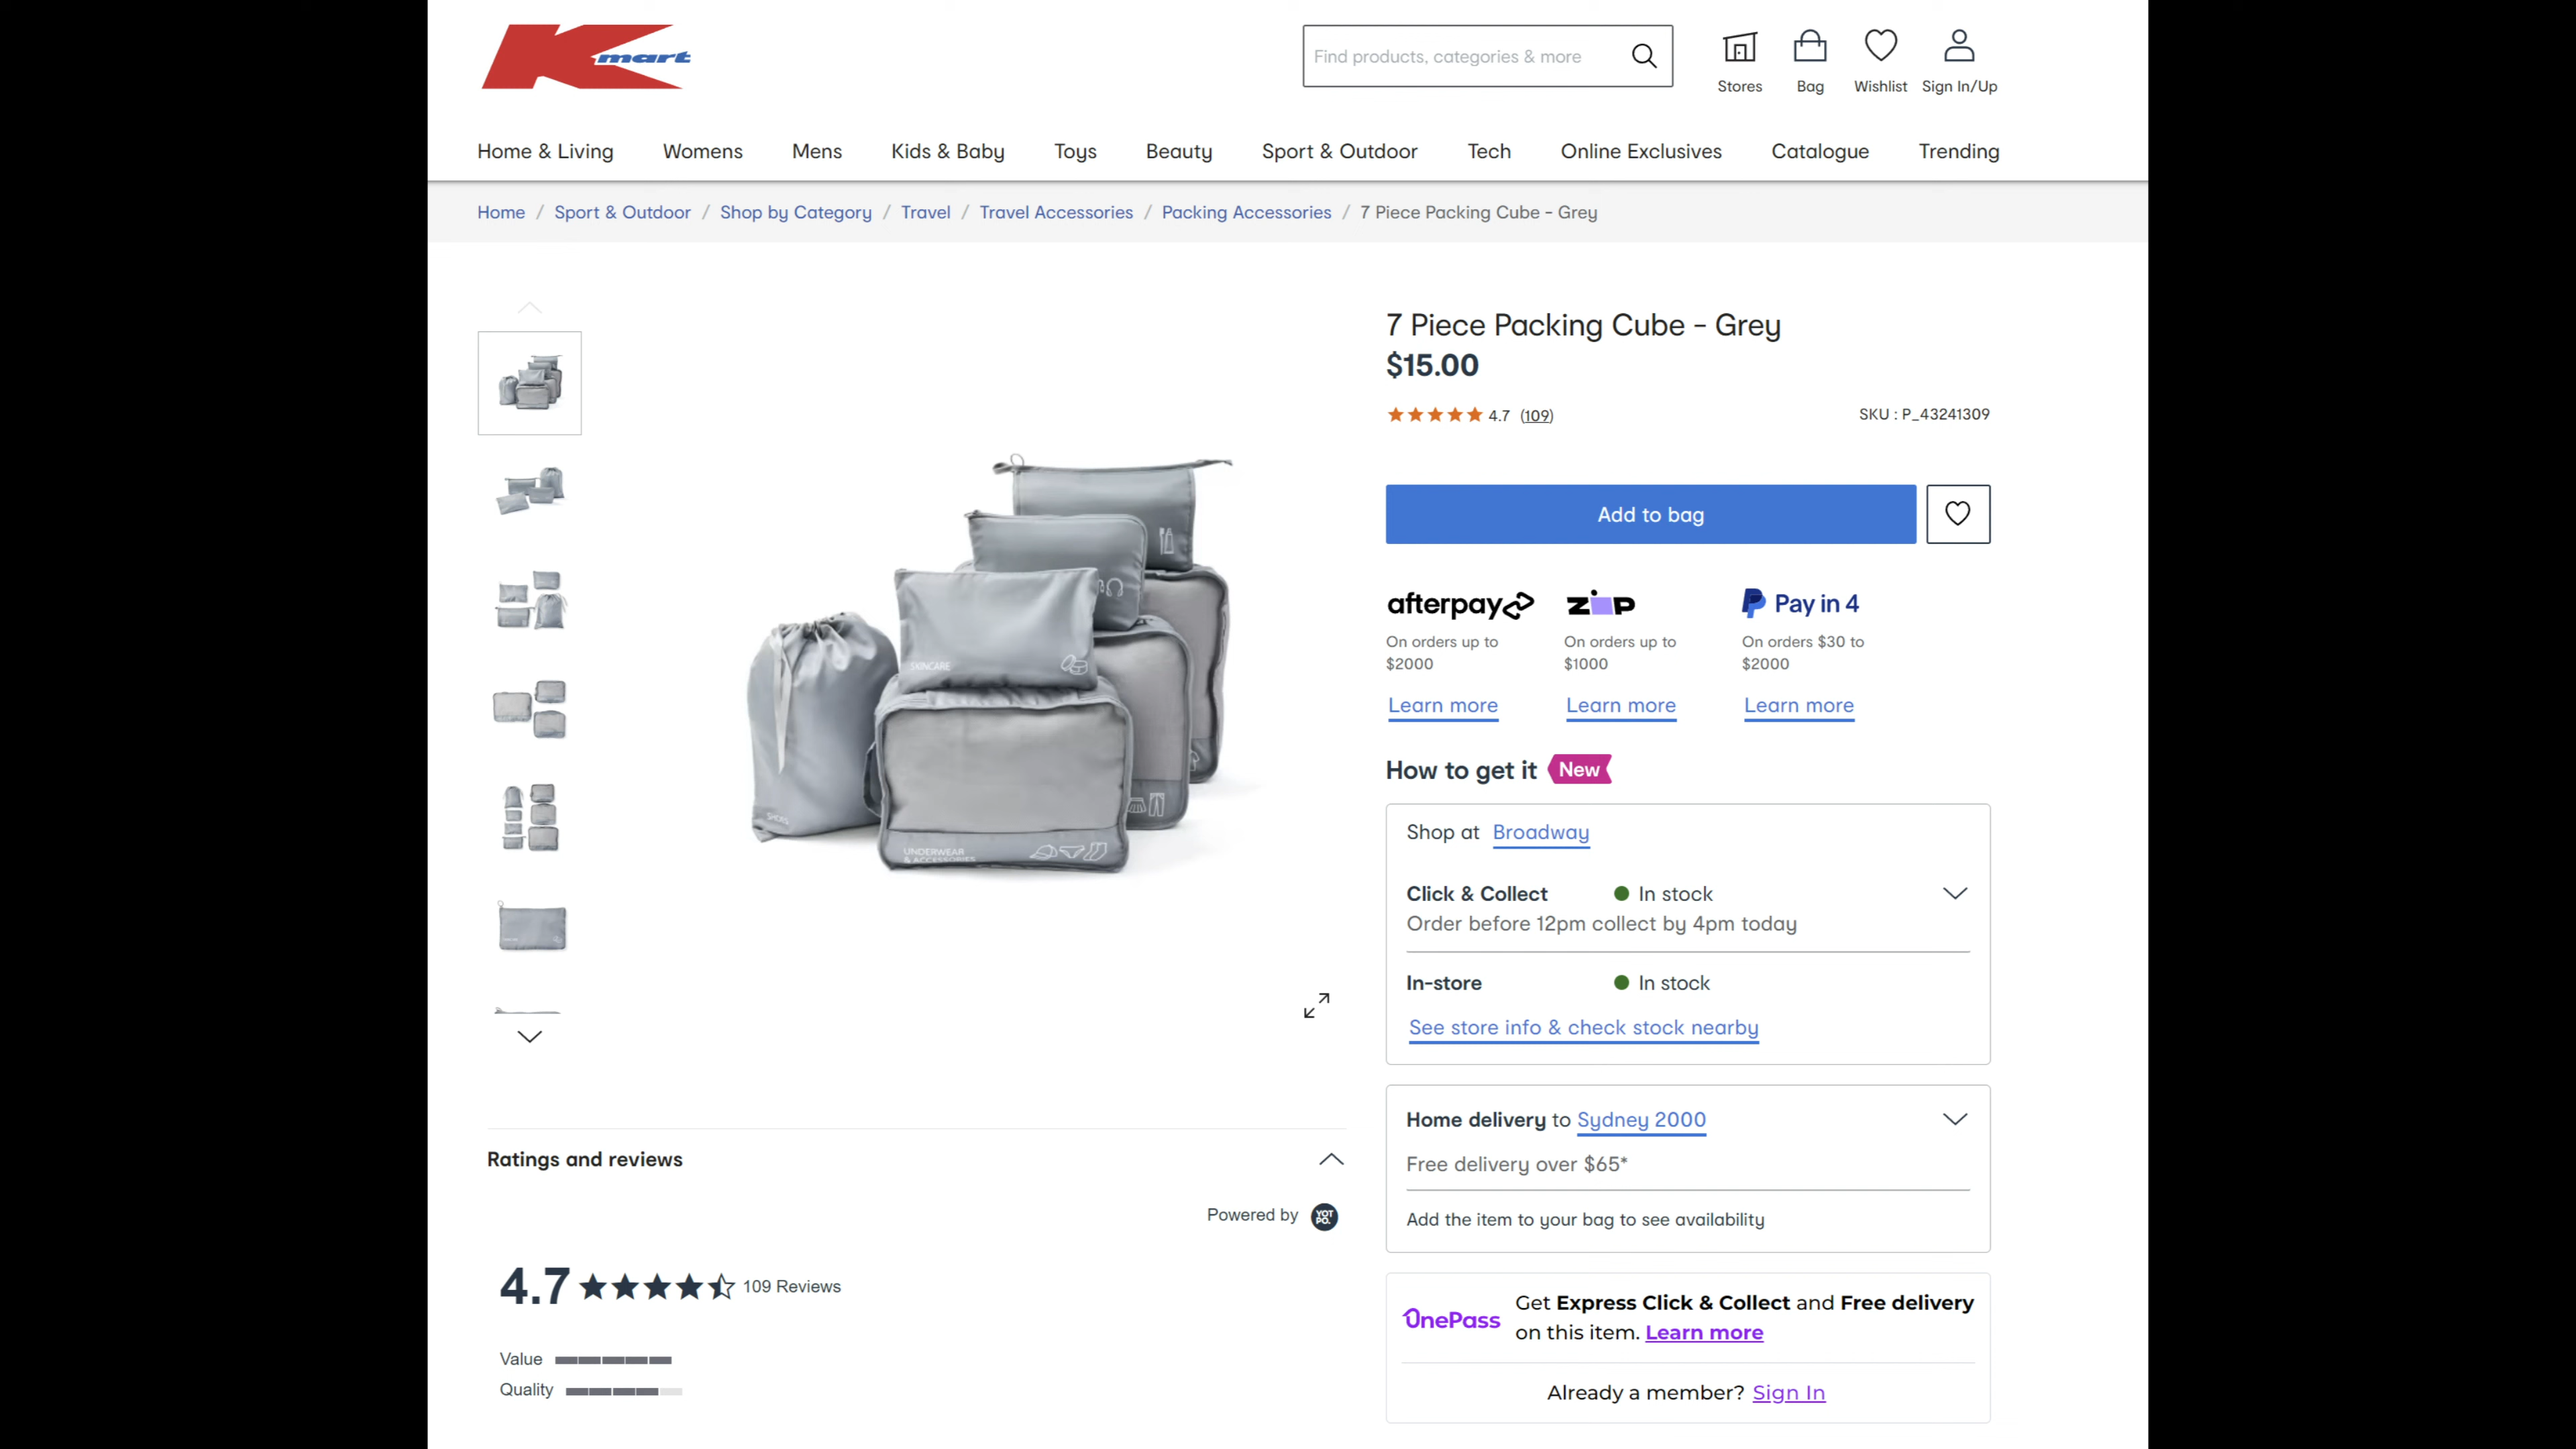 Kmart
Find products, categories & more
Stores
Bag
Wishlist
Sign In/Up
Home & Living
Womens
Mens
Kids & Baby
Toys
Beauty
Sport & Outdoor
Tech
Online Exclusives
Catalogue
Trending
Home / Sport & Outdoor / Shop by Category / Travel / Travel Accessories / Packing Accessories / 7 Piece Packing Cube - Grey
SKINCARE
SHOES
UNDERWEAR
& ACCESSORIES
7 Piece Packing Cube - Grey
$15.00
4.7 (109)
SKU : P_43241309
Add to bag
afterpay
On orders up to
$2000
Learn more
zip
On orders up to
$1000
Learn more
Pay in 4
On orders $30 to
$2000
Learn more
How to get it New
Shop at Broadway
Click & Collect In stock
Order before 12pm collect by 4pm today
In-store In stock
See store info & check stock nearby
Home delivery to Sydney 2000
Free delivery over $65*
Add the item to your bag to see availability
OnePass
Get Express Click & Collect and Free delivery
on this item. Learn more
Already a member? Sign In
Ratings and reviews
Powered by YOTPO.
4.7 109 Reviews
Value
Quality